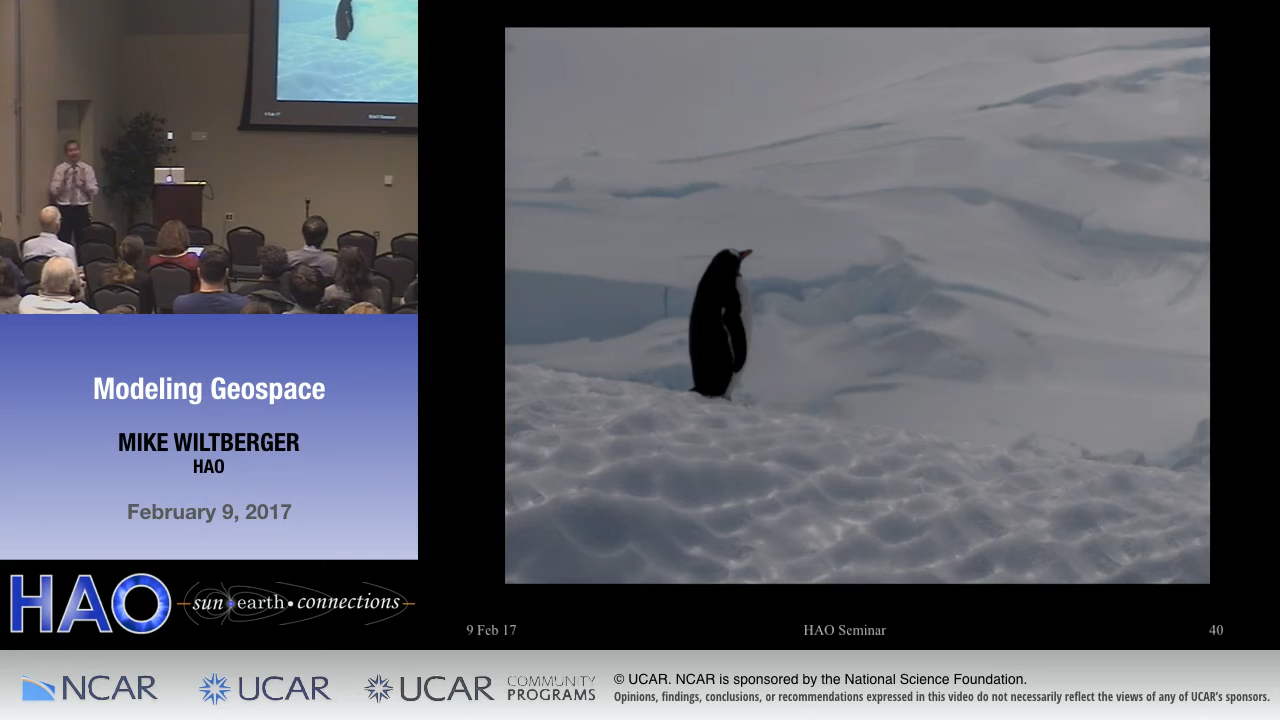 Modeling Geospace
MIKE WILTBERGER
HAO
February 9, 2017
HAO
sun earth • connections
9 Feb 17
HAO Seminar
40
NCAR
UCAR
UCAR
COMMUNITY
PROGRAMS
© UCAR. NCAR is sponsored by the National Science Foundation.
Opinions, findings, conclusions, or recommendations expressed in this video do not necessarily reflect the views of any of UCAR's sponsors.